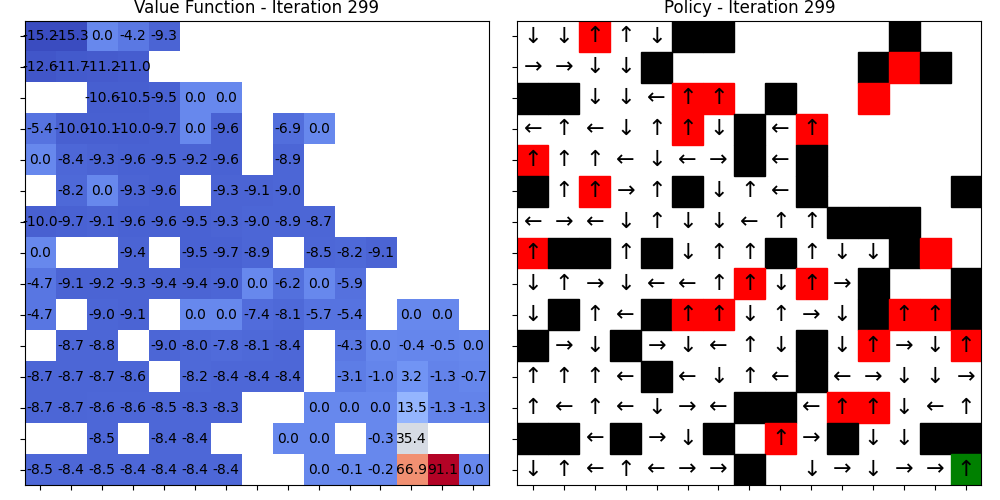 Value Function - Iteration 299
-15.2 -15.3 0.0 -4.2 -9.3
-12.6 -11.7 -11.2 -11.0
-10.6 -10.5 -9.5 0.0 0.0
-5.4 -10.0 -10.1 -10.0 -9.7 0.0 -9.6 -6.9 0.0
0.0 -8.4 -9.3 -9.6 -9.5 -9.2 -9.6 -8.9
-8.2 0.0 -9.3 -9.6 -9.3 -9.1 -9.0
-10.0 -9.7 -9.1 -9.6 -9.6 -9.5 -9.3 -9.0 -8.9 -8.7
0.0 -9.4 -9.5 -9.7 -8.9 -8.5 -8.2 -9.1
-4.7 -9.1 -9.2 -9.3 -9.4 -9.4 -9.0 0.0 -6.2 0.0 -5.9
-4.7 -9.0 -9.1 0.0 0.0 -7.4 -8.1 -5.7 -5.4 0.0 0.0
-8.7 -8.8 -9.0 -8.0 -7.8 -8.1 -8.4 -4.3 0.0 -0.4 -0.5 0.0
-8.7 -8.7 -8.7 -8.6 -8.2 -8.4 -8.4 -8.4 -3.1 -1.0 3.2 -1.3 -0.7
-8.7 -8.7 -8.6 -8.6 -8.5 -8.3 -8.3 0.0 0.0 0.0 13.5 -1.3 -1.3
-8.5 -8.4 -8.4 0.0 0.0 -0.3 35.4
-8.5 -8.4 -8.5 -8.4 -8.4 -8.4 -8.4 0.0 -0.1 -0.2 66.9 91.1 0.0
Policy - Iteration 299
↓ ↓ ↑ ↑ ↓
→ → ↓ ↓
↓ ↓ ← ↑ ↑
← ↑ ← ↓ ↑ ↑ ↓ ← ↑
↑ ↑ ↑ ← ↓ ← → ←
↑ ↑ → ↑ ↓ ↑ ←
← → ← ↓ ↑ ↓ ↓ ← ↑ ↑
↑ ↑ ↓ ↑ ↑ ↑ ↓ ↓
↓ ↑ → ↓ ← ← ↑ ↑ ↓ ↑ →
↓ ↑ ← ↑ ↑ ↓ ↑ → ↓ ↑ ↑
→ ↓ → ↓ ← ↑ ↓ ↓ ↑ → ↓ ↑
↑ ↑ ↑ ← ← ↓ ↑ ← ← → ↓ ↓ →
↑ ← ↑ ← ↓ → ← ← ↑ ↑ ↓ ← ↑
← → ↓ ↑ → ↓ ↓
↓ ↑ ← ↑ ← → → ↓ → ↓ → → ↑